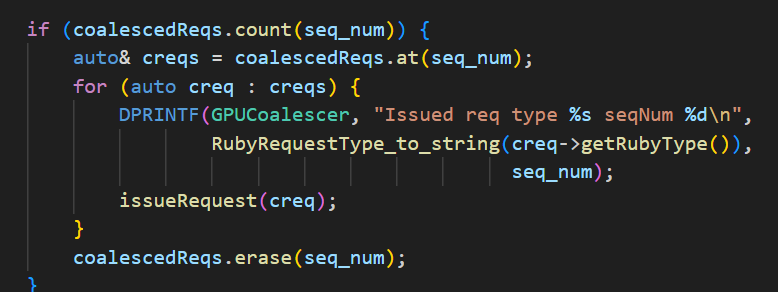 if (coalescedReqs.count(seq_num)) {
    auto& creqs = coalescedReqs.at(seq_num);
    for (auto creq : creqs) {
        DPRINTF(GPUCoalescer, "Issued req type %s seqNum %d\n",
                RubyRequestType_to_string(creq->getRubyType()),
                                          seq_num);
        issueRequest(creq);
    }
    coalescedReqs.erase(seq_num);
}